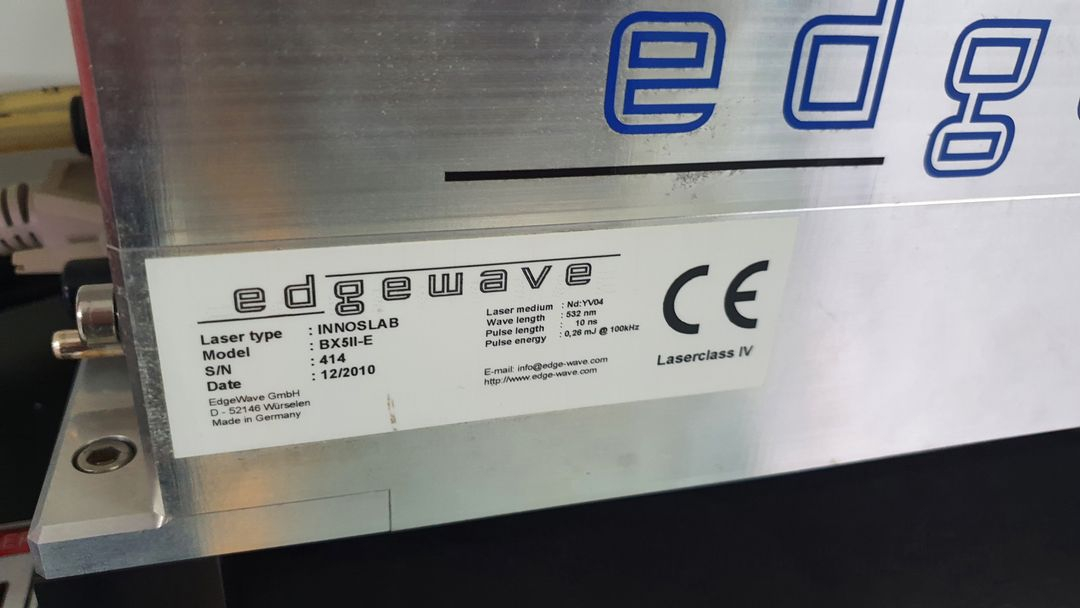 edg
edgewave
Laser type : INNOSLAB
Model : BX5II-E
S/N : 414
Date : 12/2010
EdgeWave GmbH
D - 52146 Würselen
Made in Germany
Laser medium : Nd:YV04
Wave length : 532 nm
Pulse length : 10 ns
Pulse energy : 0,26 mJ @ 100kHz
E-mail: info@edge-wave.com
http://www.edge-wave.com
CE
Laserclass IV